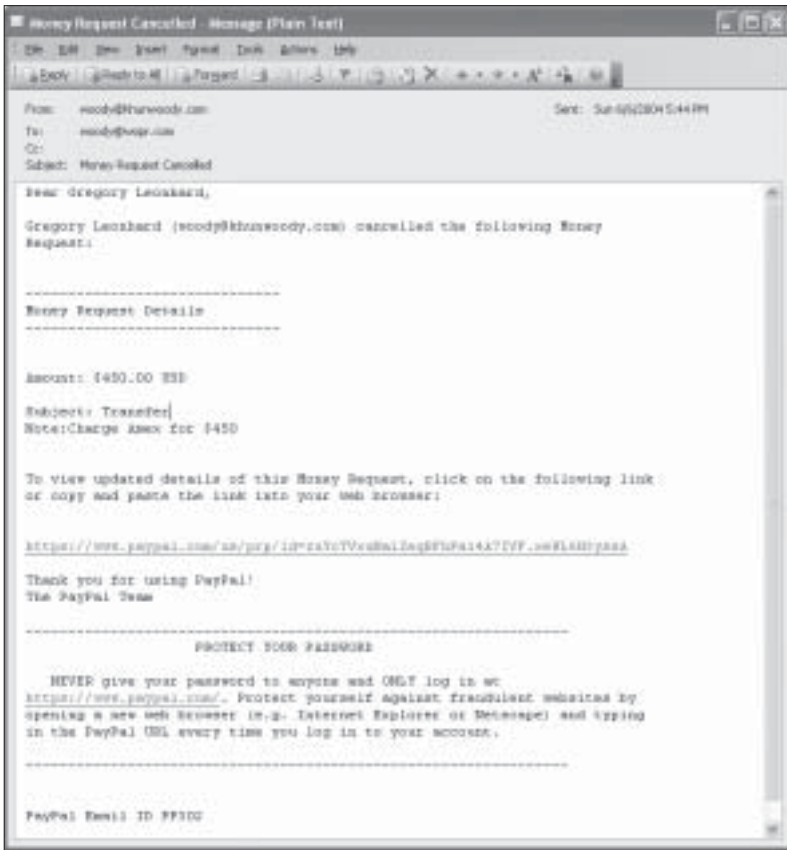 Money Request Cancelled - Message (Plain Text)
File Edit View Insert Format Tools Actions Help
Reply Reply to All Forward
From: woody@khunwoody.com Sent: Sun 6/6/2004 5:44 PM
To: woody@wopr.com
Cc:
Subject: Money Request Cancelled
Dear Gregory Leonhard,
Gregory Leonhard (woody@khunwoody.com) cancelled the following Money
Request:
------------------------------
Money Request Details
------------------------------
Amount: $450.00 USD
Subject: Transfer
Note:Charge Amex for $450
To view updated details of this Money Request, click on the following link
or copy and paste the link into your web browser:
Thank you for using PayPal!
The PayPal Team
----------------------------------------------------------------
PROTECT YOUR PASSWORD
NEVER give your password to anyone and ONLY log in at
https://www.paypal.com/. Protect yourself against fraudulent websites by
opening a new web browser (e.g. Internet Explorer or Netscape) and typing
in the PayPal URL every time you log in to your account.
----------------------------------------------------------------
PayPal Email ID PP302